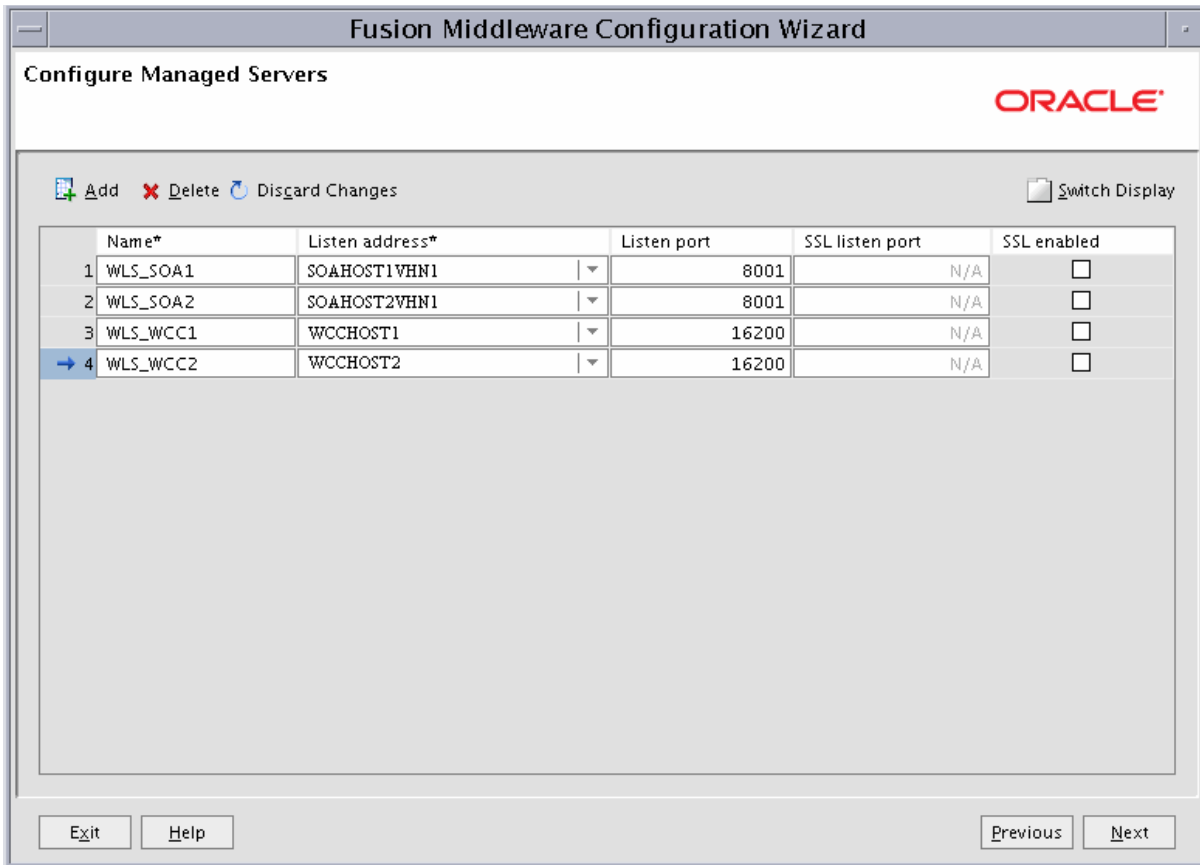 Fusion Middleware Configuration Wizard
Configure Managed Servers
ORACLE
Add Delete Discard Changes Switch Display
Name* Listen address* Listen port SSL listen port SSL enabled
1 WLS_SOA1 SOAHOST1VHN1 8001 N/A
2 WLS_SOA2 SOAHOST2VHN1 8001 N/A
3 WLS_WCC1 WCCHOST1 16200 N/A
4 WLS_WCC2 WCCHOST2 16200 N/A
Exit Help Previous Next